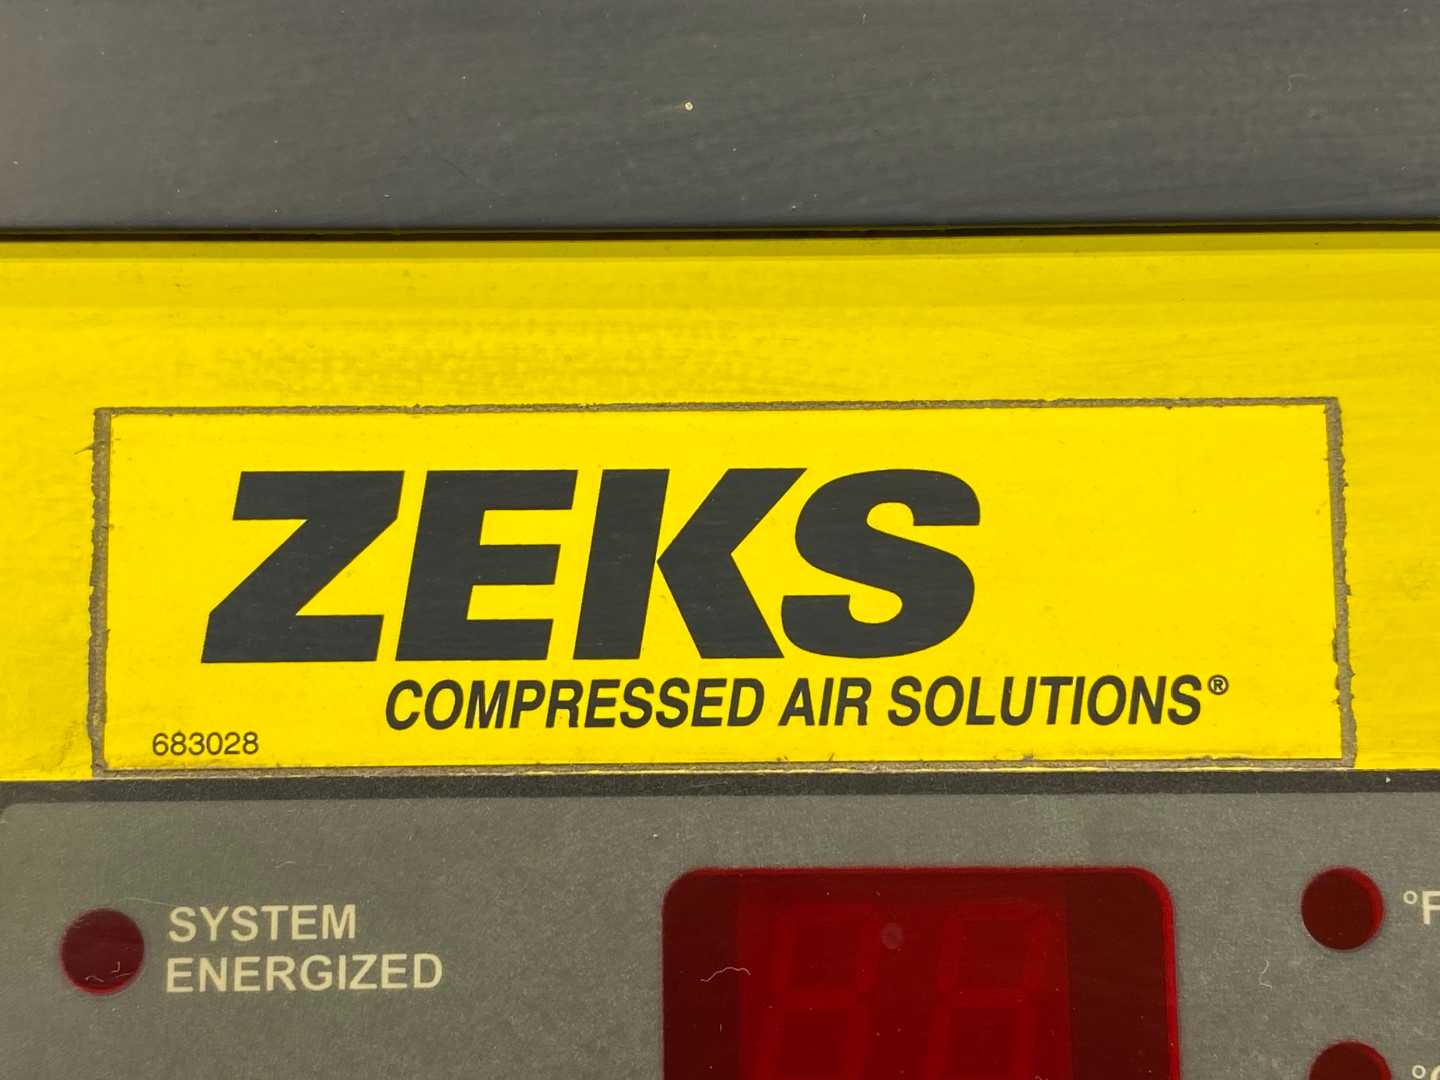 ZEKS
COMPRESSED AIR SOLUTIONS®
683028
SYSTEM
ENERGIZED
°F